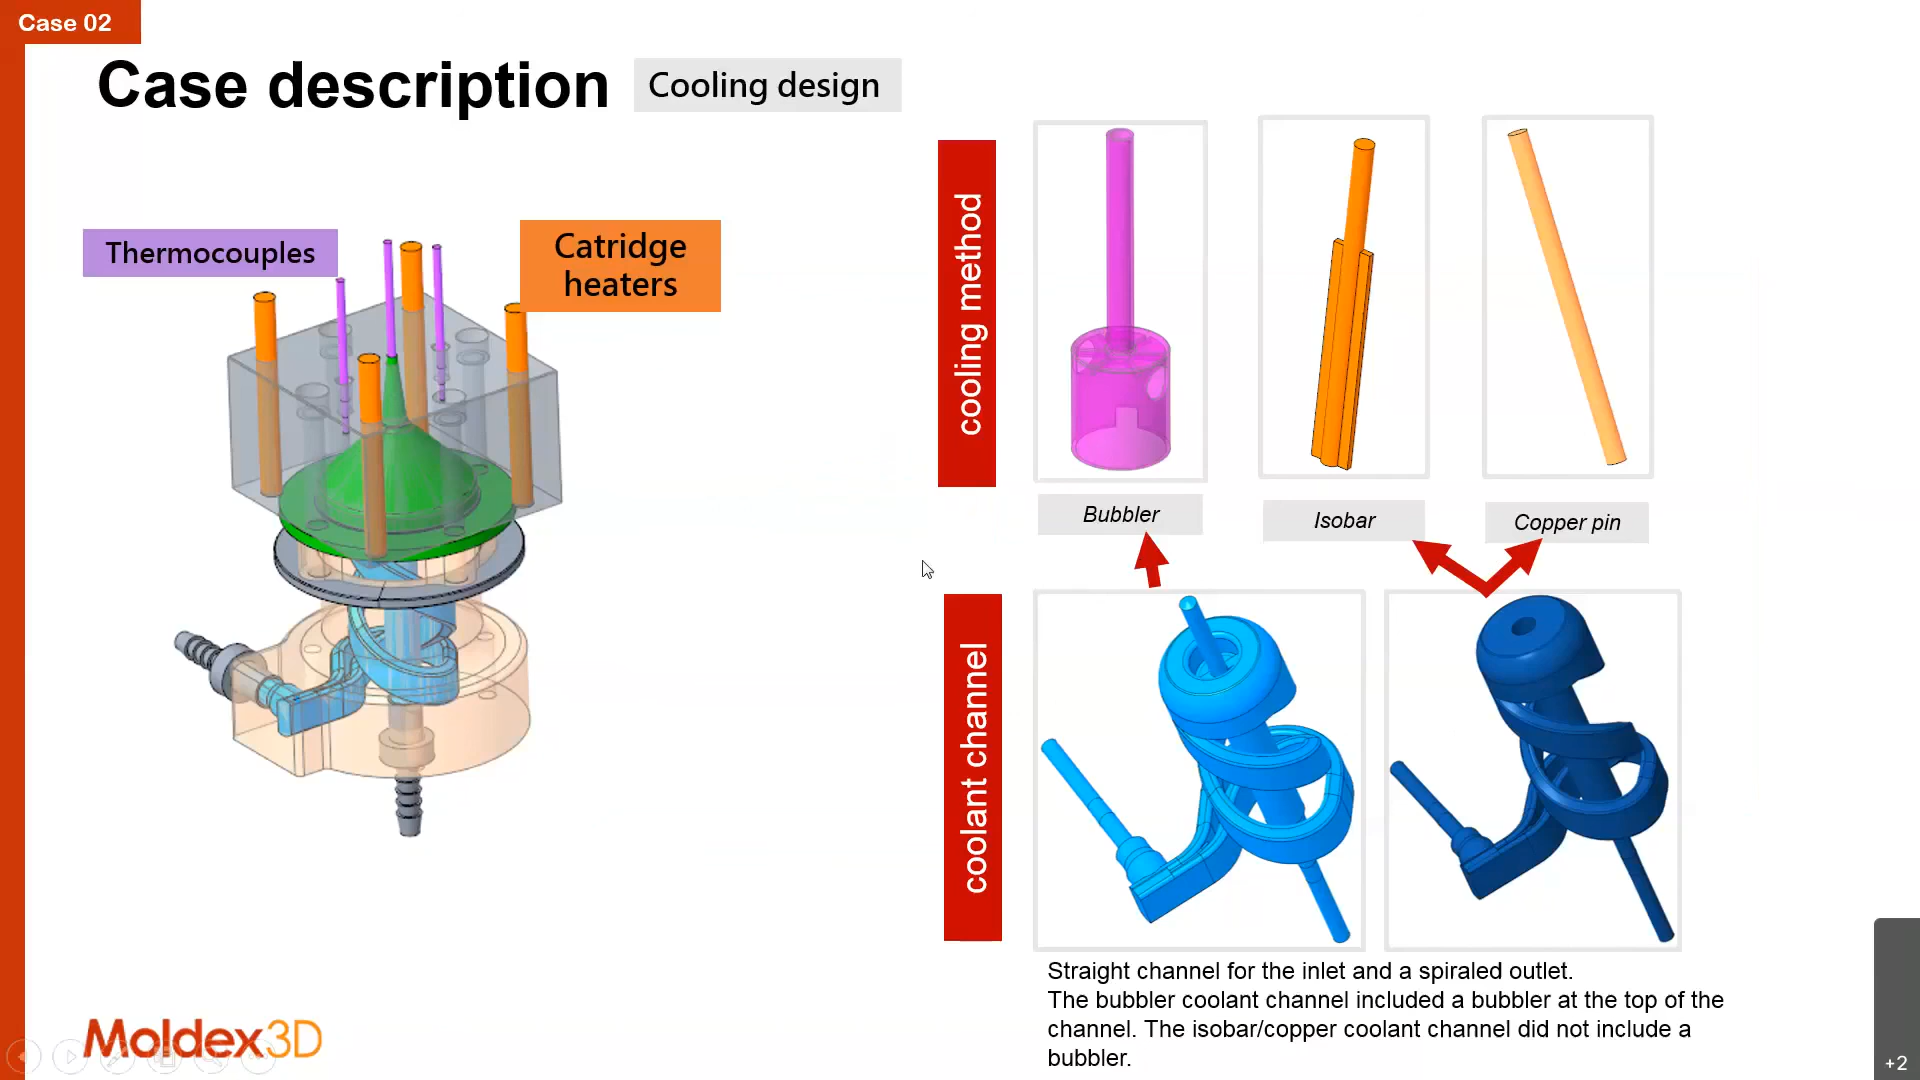 Case 02
Case description
Cooling design
Thermocouples
Catridge
heaters
cooling method
Bubbler
Isobar
Copper pin
coolant channel
Straight channel for the inlet and a spiraled outlet.
The bubbler coolant channel included a bubbler at the top of the
channel. The isobar/copper coolant channel did not include a
bubbler.
Moldex3D
+2